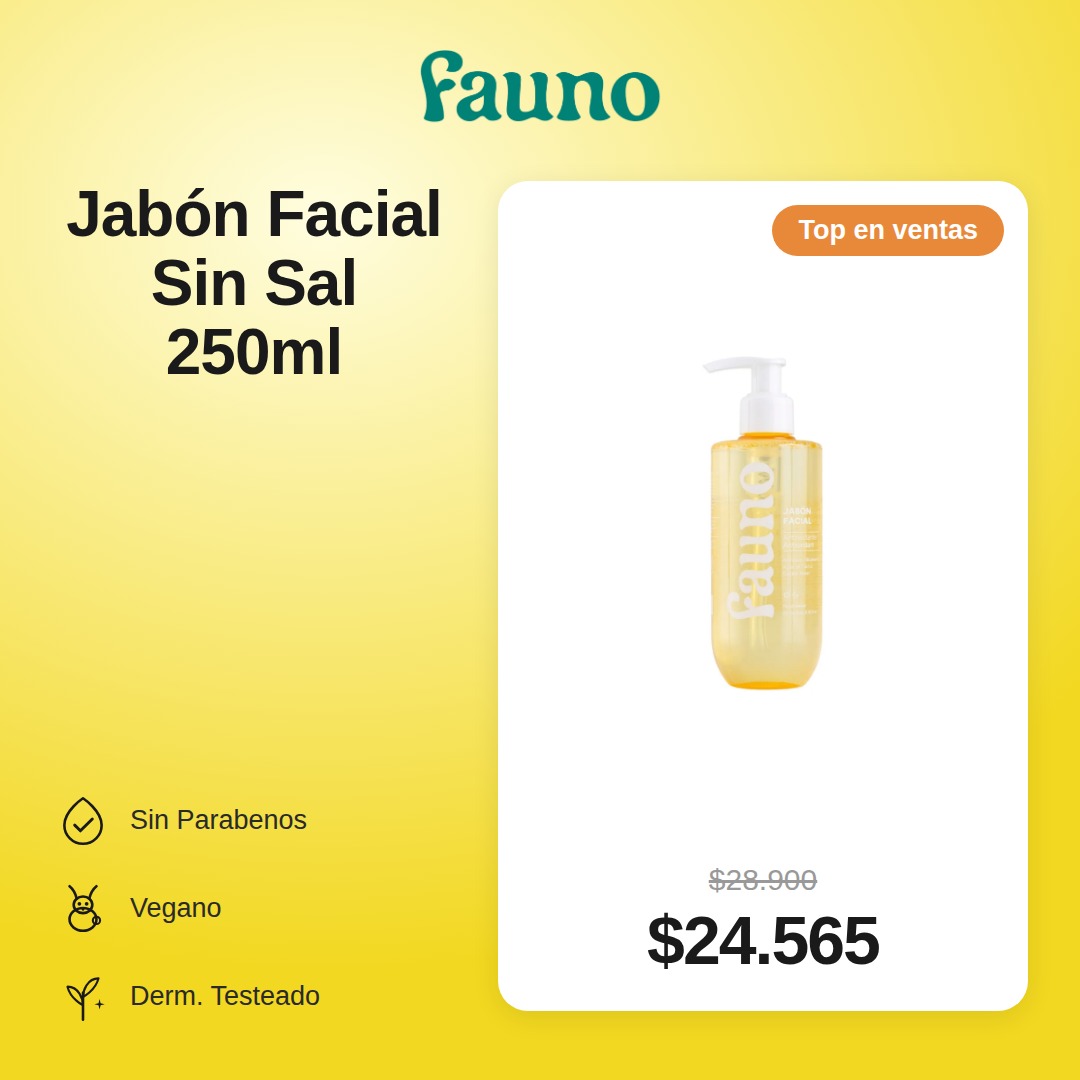 fauno
Jabón Facial
Sin Sal
250ml
Top en ventas
fauno
JABÓN
FACIAL
$28.900
$24.565
Sin Parabenos
Vegano
Derm. Testeado